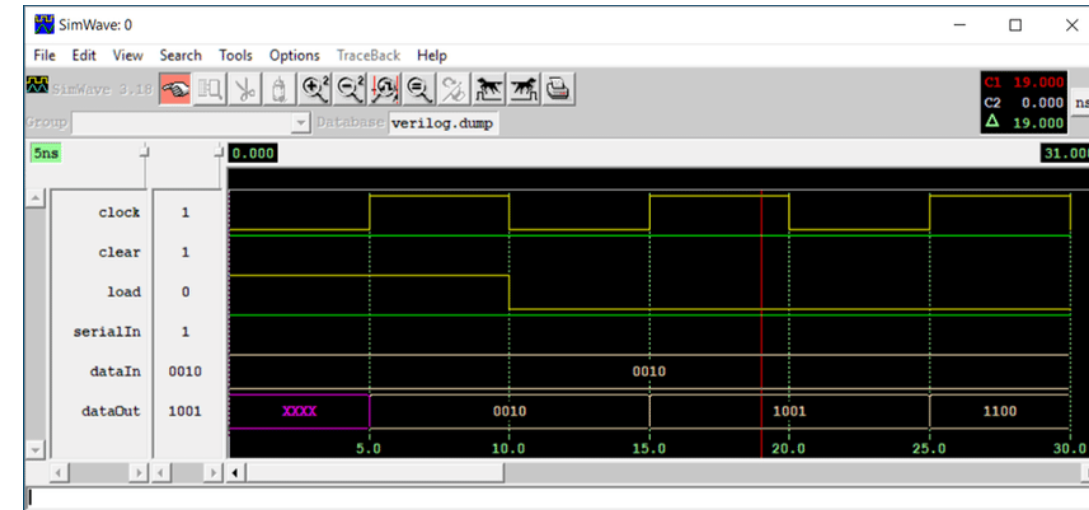 SimWave: 0
File Edit View Search Tools Options TraceBack Help
SimWave 3.18
C1 19.000
C2 0.000 ns
Δ 19.000
Group Database verilog.dump
5ns 0.000 31.000
clock 1
clear 1
load 0
serialIn 1
dataIn 0010 0010
dataOut 1001 XXXX 0010 1001 1100
5.0 10.0 15.0 20.0 25.0 30.0